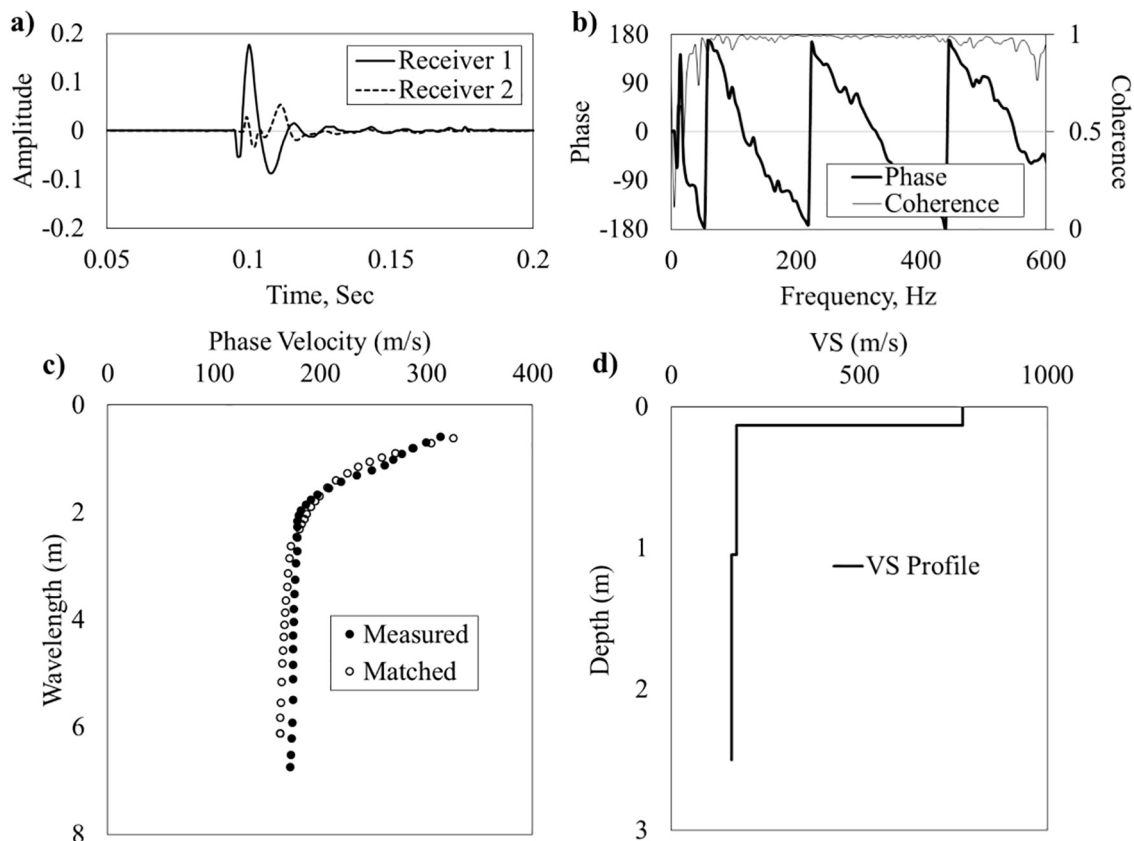 a)
0.2
0.1
0
-0.1
-0.2
Amplitude
Receiver 1
Receiver 2
0.05
0.1
0.15
0.2
Time, Sec
b)
180
90
0
-90
-180
Phase
1
0.5
0
Coherence
Phase
Coherence
0
200
400
600
Frequency, Hz
c)
Phase Velocity (m/s)
0
100
200
300
400
0
2
4
6
8
Wavelength (m)
Measured
Matched
d)
VS (m/s)
0
500
1000
0
1
2
3
Depth (m)
VS Profile